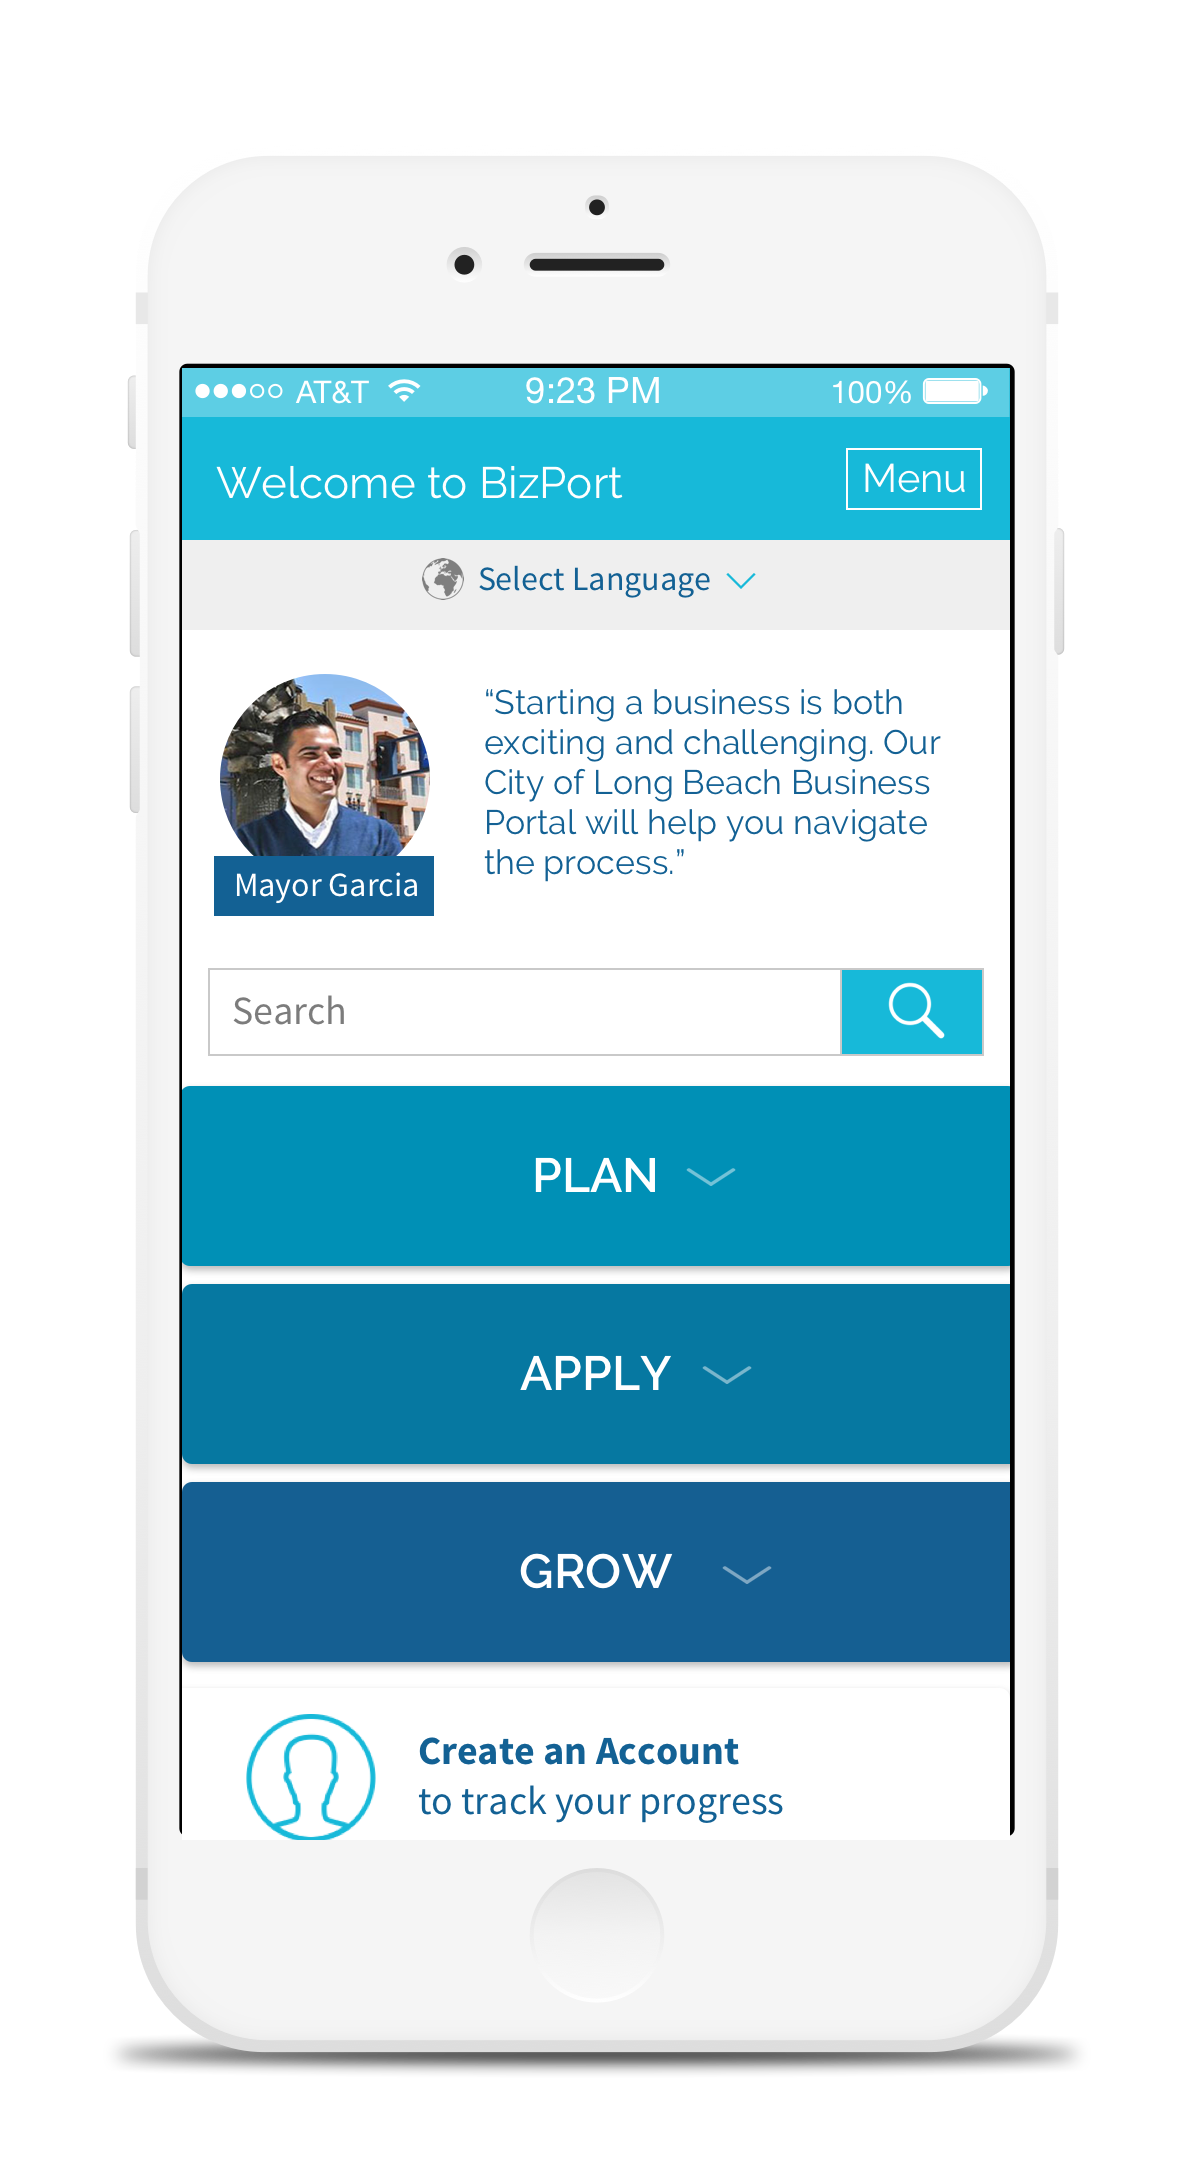 AT&T 9:23 PM 100%
Welcome to BizPort Menu
Select Language
“Starting a business is both
exciting and challenging. Our
City of Long Beach Business
Portal will help you navigate
the process.”
Mayor Garcia
Search
PLAN
APPLY
GROW
Create an Account
to track your progress